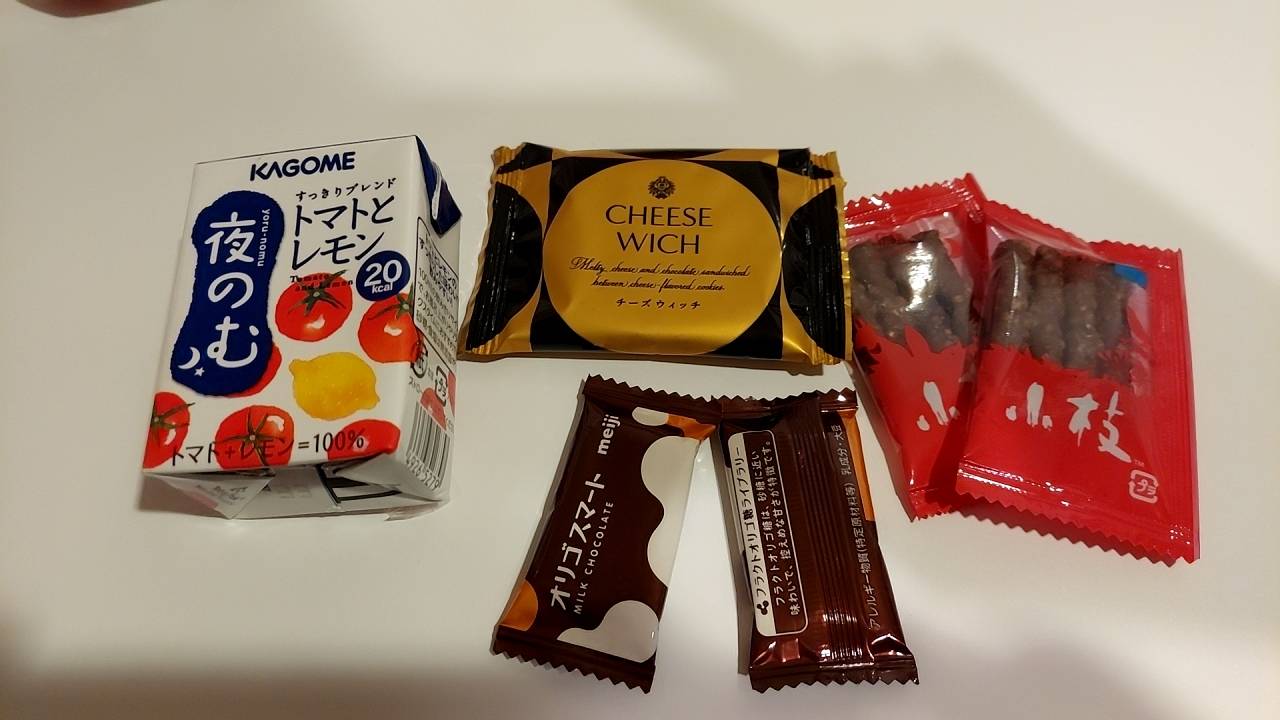 KAGOME
すっきりブレンド
トマトと
レモン
Tomato
and Lemon
20
kcal
夜のむ
yoru-nomu
トマト+レモン=100%
CHEESE
WICH
Melty cheese and chocolate sandwiched
between cheese-flavored cookies.
チーズウィッチ
小
小枝
TM
プラ
meiji
オリゴスマート
MILK CHOCOLATE
フラクトオリゴ糖ライブラリー
フラクトオリゴ糖は、砂糖に近い
味わいで、控えめな甘さが特徴です。
アレルギー物質(特定原材料等) 乳成分・大豆